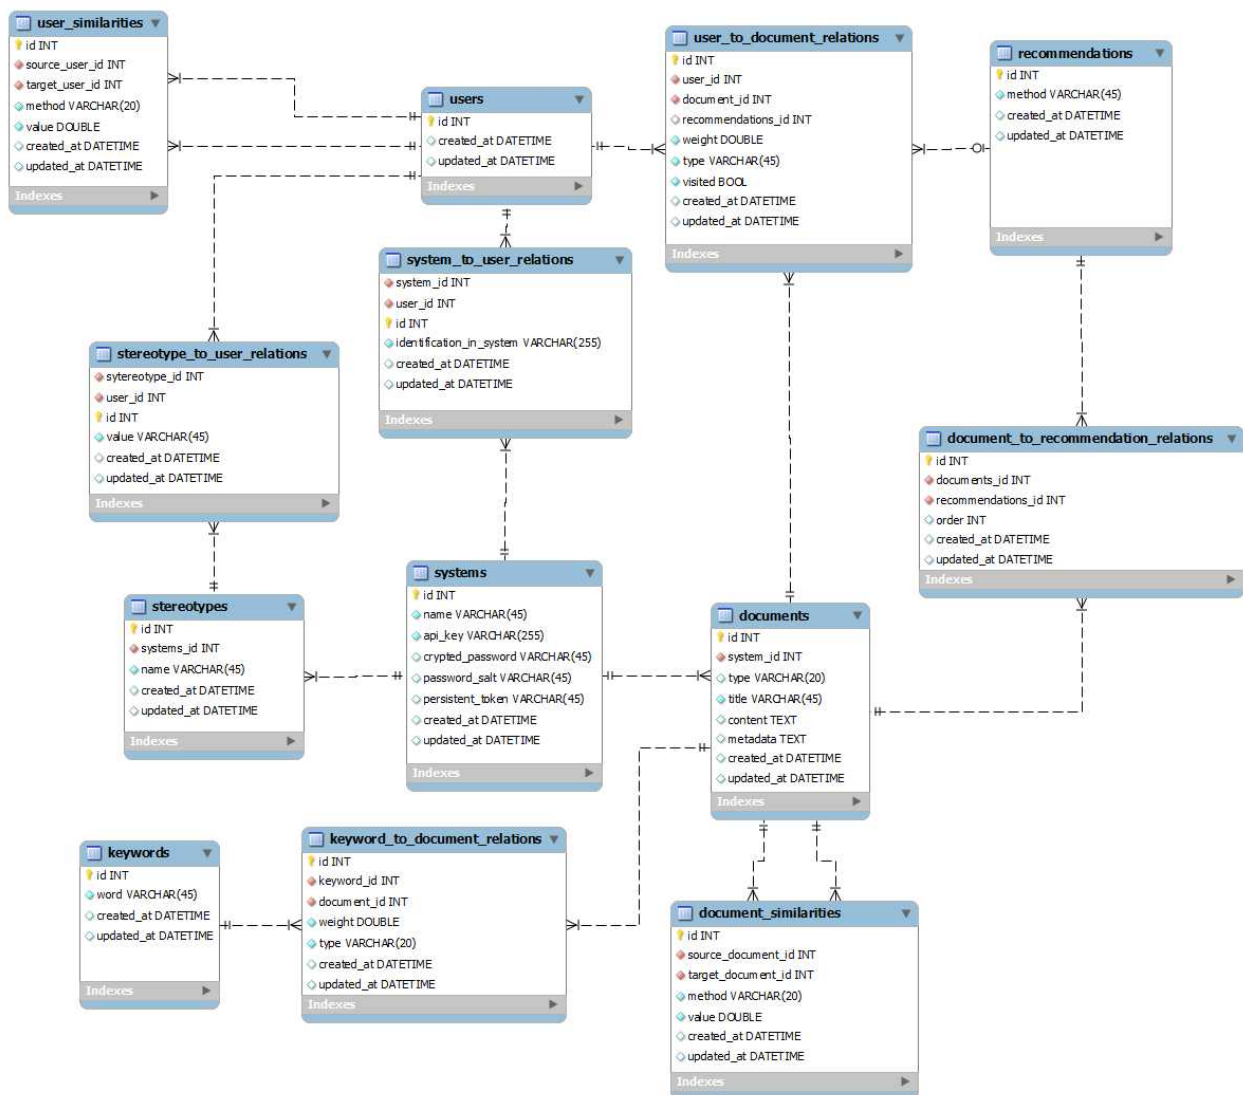 user_similarities
id INT
source_user_id INT
target_user_id INT
method VARCHAR(20)
value DOUBLE
created_at DATETIME
updated_at DATETIME
Indexes
users
id INT
created_at DATETIME
updated_at DATETIME
Indexes
user_to_document_relations
id INT
user_id INT
document_id INT
recommendations_id INT
weight DOUBLE
type VARCHAR(45)
visited BOOL
created_at DATETIME
updated_at DATETIME
Indexes
recommendations
id INT
method VARCHAR(45)
created_at DATETIME
updated_at DATETIME
Indexes
system_to_user_relations
system_id INT
user_id INT
id INT
identification_in_system VARCHAR(255)
created_at DATETIME
updated_at DATETIME
Indexes
stereotype_to_user_relations
sytereotype_id INT
user_id INT
id INT
value VARCHAR(45)
created_at DATETIME
updated_at DATETIME
Indexes
document_to_recommendation_relations
id INT
documents_id INT
recommendations_id INT
order INT
created_at DATETIME
updated_at DATETIME
Indexes
stereotypes
id INT
systems_id INT
name VARCHAR(45)
created_at DATETIME
updated_at DATETIME
Indexes
systems
id INT
name VARCHAR(45)
api_key VARCHAR(255)
crypted_password VARCHAR(45)
password_salt VARCHAR(45)
persistent_token VARCHAR(45)
created_at DATETIME
updated_at DATETIME
Indexes
documents
id INT
system_id INT
type VARCHAR(20)
title VARCHAR(45)
content TEXT
metadata TEXT
created_at DATETIME
updated_at DATETIME
Indexes
keywords
id INT
word VARCHAR(45)
created_at DATETIME
updated_at DATETIME
Indexes
keyword_to_document_relations
id INT
keyword_id INT
document_id INT
weight DOUBLE
type VARCHAR(20)
created_at DATETIME
updated_at DATETIME
Indexes
document_similarities
id INT
source_document_id INT
target_document_id INT
method VARCHAR(20)
value DOUBLE
created_at DATETIME
updated_at DATETIME
Indexes